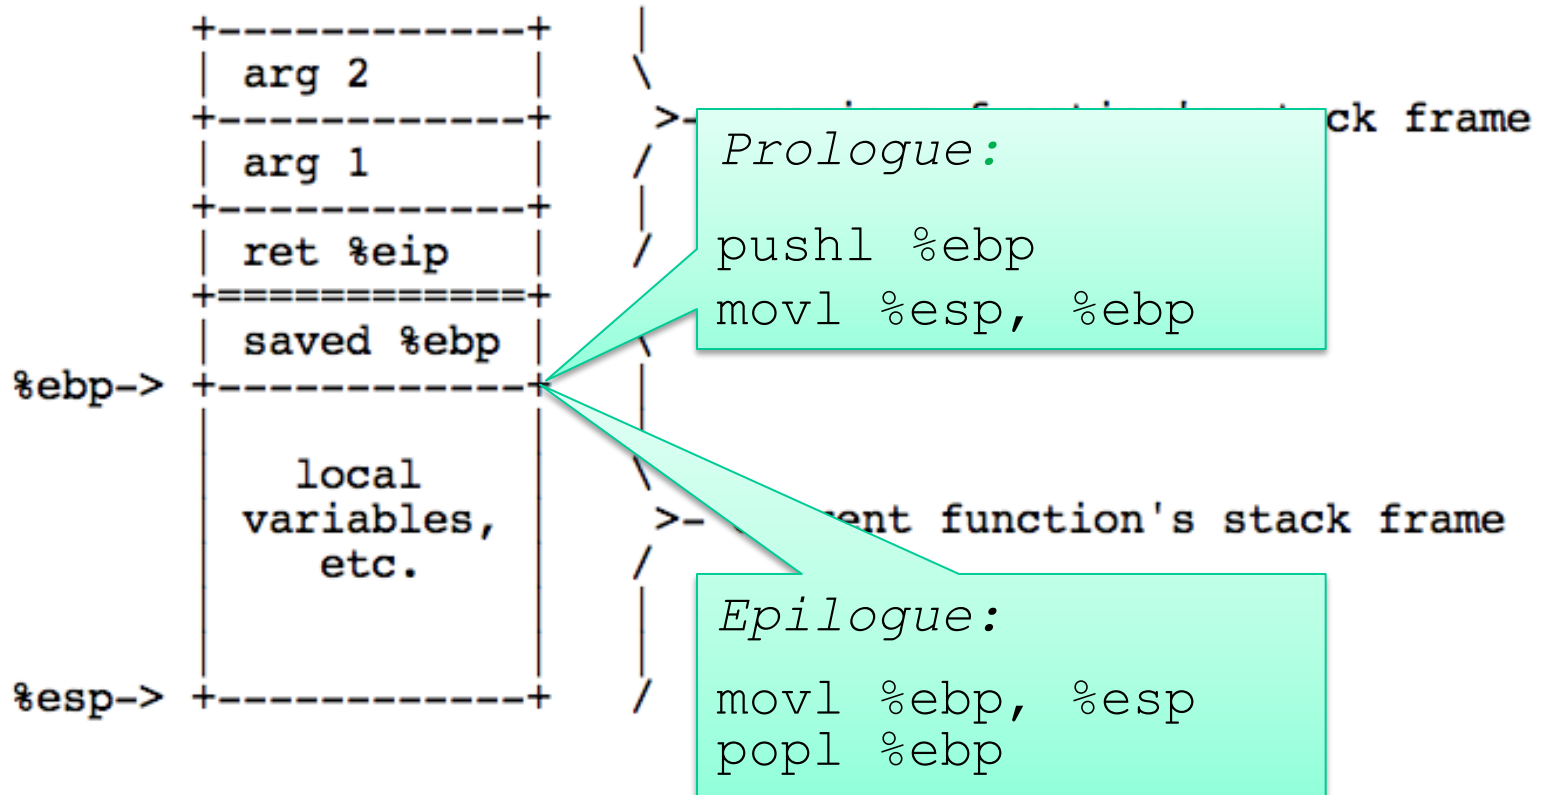 arg 2
>- ck frame
arg 1
ret %eip
saved %ebp
%ebp->
local
variables,
etc.
>- function's stack frame
%esp->
Prologue:
pushl %ebp
movl %esp, %ebp
Epilogue:
movl %ebp, %esp
popl %ebp